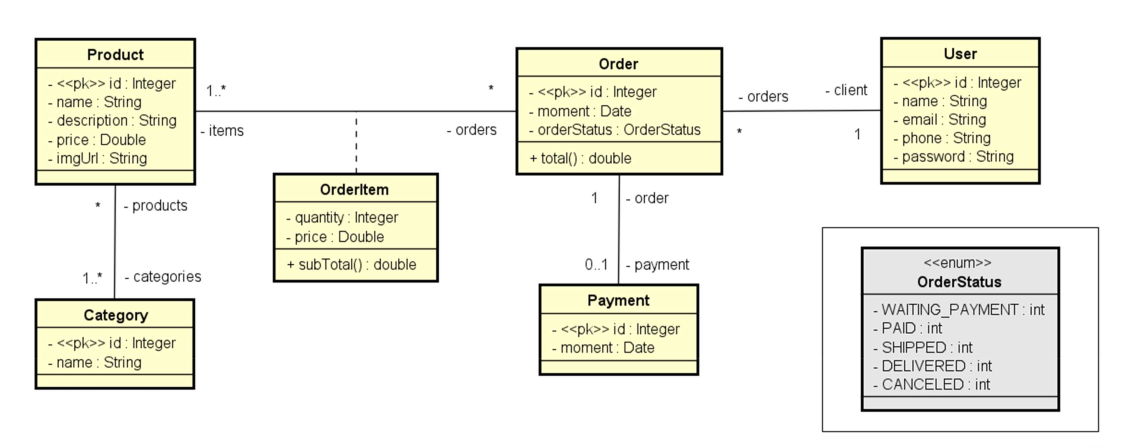 Product
- <<pk>> id : Integer
- name : String
- description : String
- price : Double
- imgUrl : String
1..*
- items
*
- orders
Order
- <<pk>> id : Integer
- moment : Date
- orderStatus : OrderStatus
+ total() : double
- orders
*
- client
1
User
- <<pk>> id : Integer
- name : String
- email : String
- phone : String
- password : String
OrderItem
- quantity : Integer
- price : Double
+ subTotal() : double
* - products
1..* - categories
Category
- <<pk>> id : Integer
- name : String
1 - order
0..1 - payment
Payment
- <<pk>> id : Integer
- moment : Date
<<enum>>
OrderStatus
- WAITING_PAYMENT : int
- PAID : int
- SHIPPED : int
- DELIVERED : int
- CANCELED : int